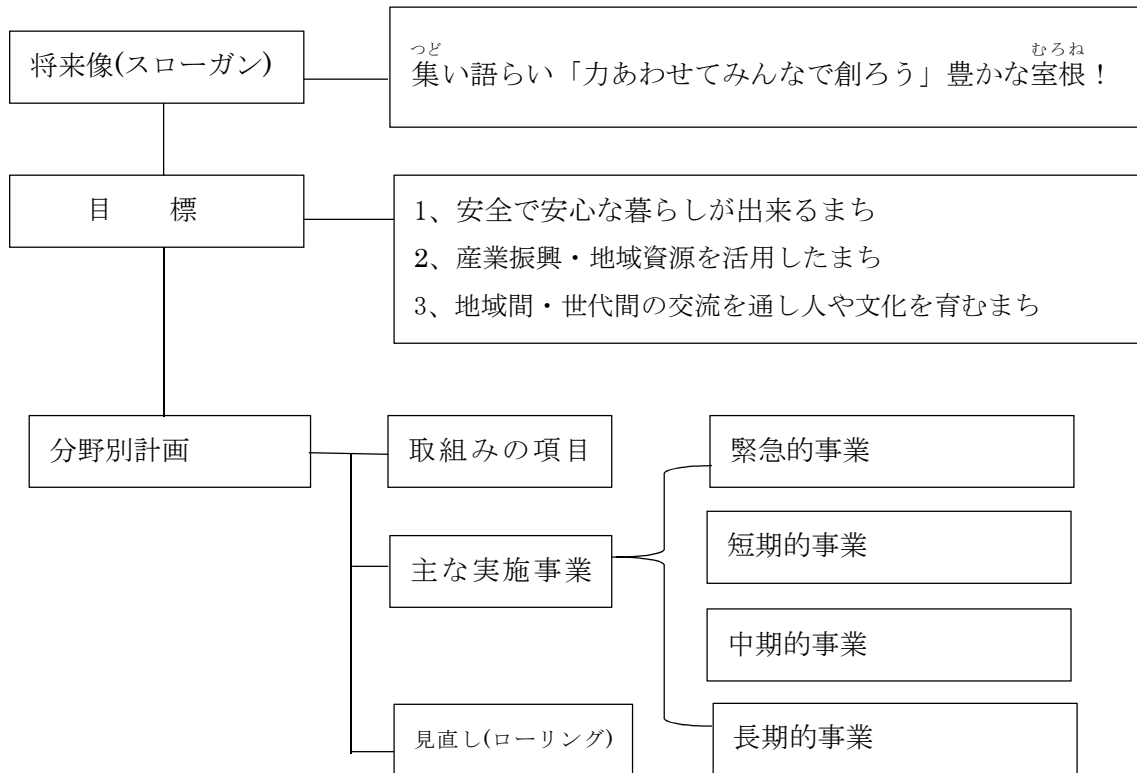 将来像(スローガン)
集い語らい「力あわせてみんなで創ろう」豊かな室根！
つど
むろね
目　標
1、安全で安心な暮らしが出来るまち
2、産業振興・地域資源を活用したまち
3、地域間・世代間の交流を通し人や文化を育むまち
分野別計画
取組みの項目
主な実施事業
見直し(ローリング)
緊急的事業
短期的事業
中期的事業
長期的事業